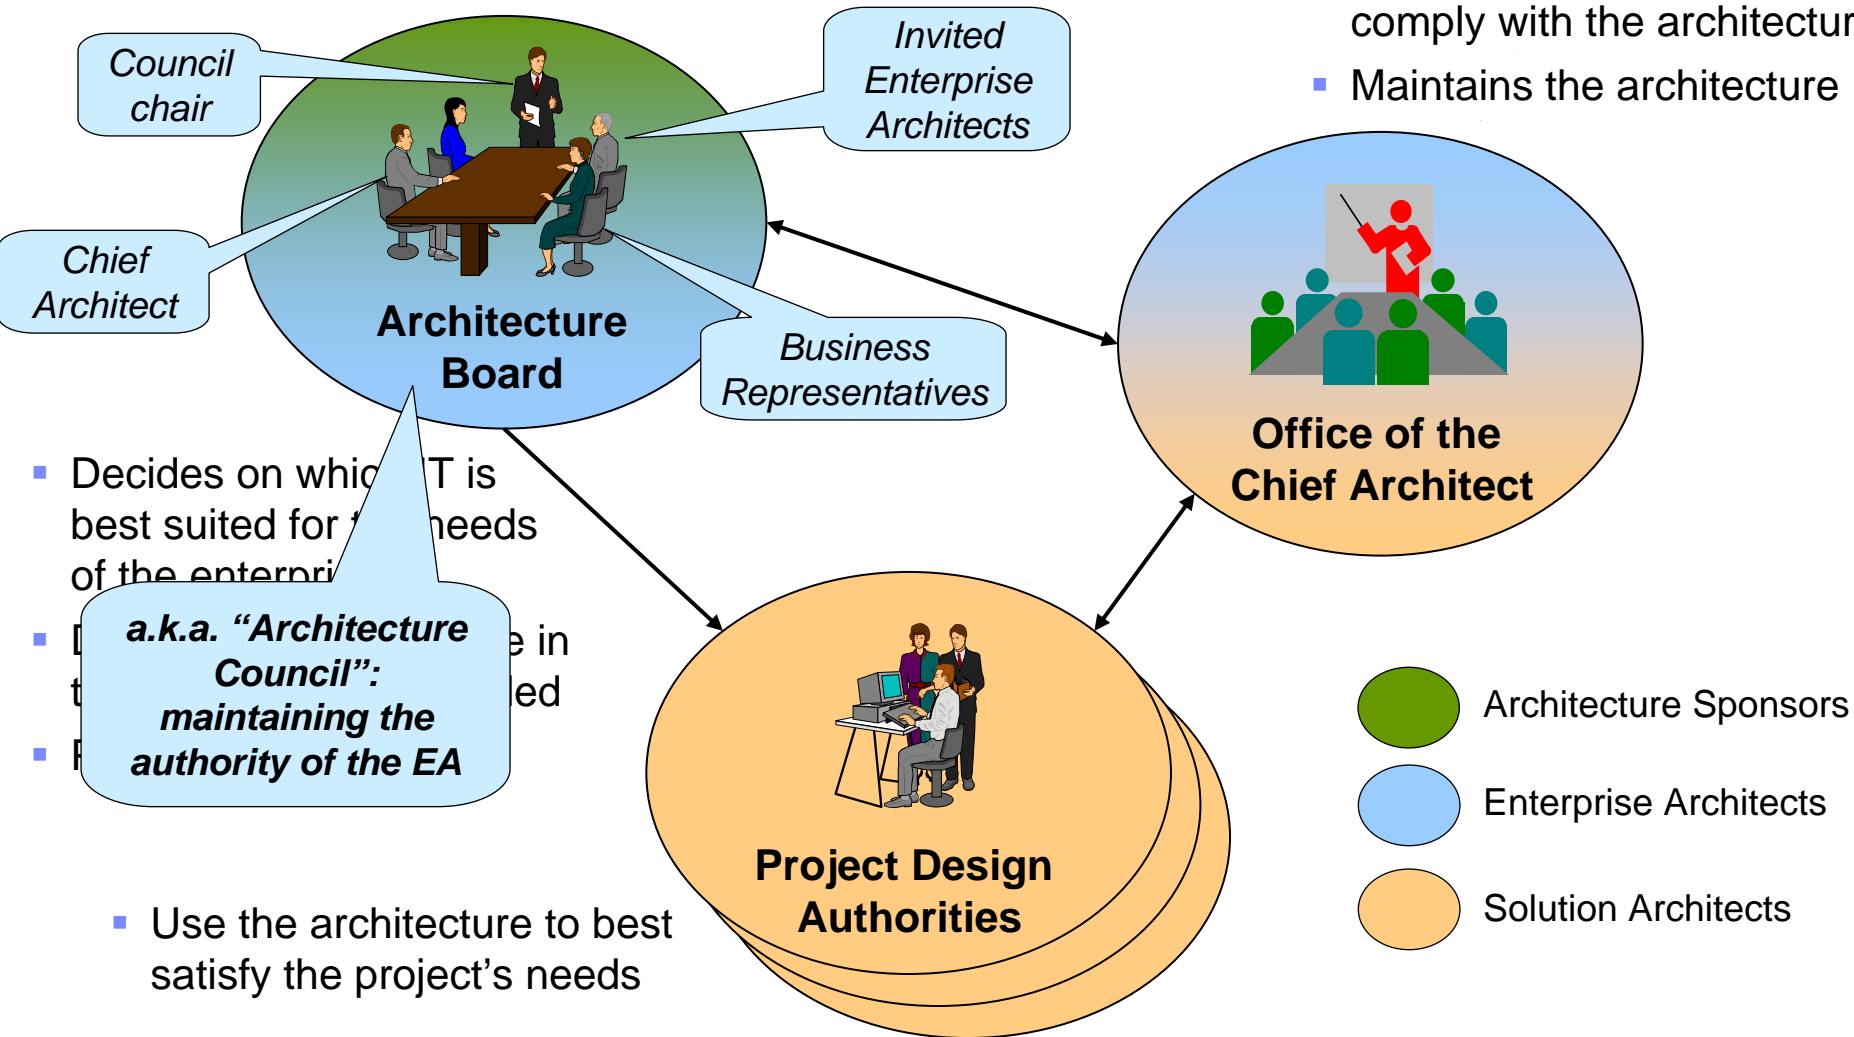 comply with the architectur
Maintains the architecture
Council
chair
Invited
Enterprise
Architects
Chief
Architect
Architecture
Board
Business
Representatives
Office of the
Chief Architect
Decides on whic T is
best suited for t needs
of the enterpri
e in
led
a.k.a. “Architecture
Council”:
maintaining the
authority of the EA
Use the architecture to best
satisfy the project’s needs
Project Design
Authorities
Architecture Sponsors
Enterprise Architects
Solution Architects